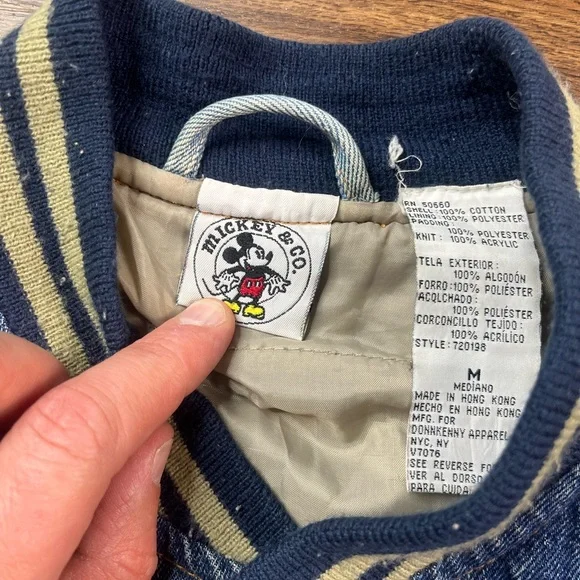 MICKEY & CO.
RN 50660
SHELL: 100% COTTON
LINING: 100% POLYESTER
PADDING:
100% POLYESTER
KNIT: 100% ACRYLIC
TELA EXTERIOR:
100% ALGODÓN
FORRO: 100% POLIÉSTER
ACOLCHADO:
100% POLIÉSTER
CORCONCILLO TEJIDO:
100% ACRÍLICO
STYLE: 720198
M
MEDIANO
MADE IN HONG KONG
HECHO EN HONG KONG
MFG. FOR
DONNKENNY APPAREL
NYC, NY
V7076
SEE REVERSE FO
VER AL DORSO
PARA CUIDA